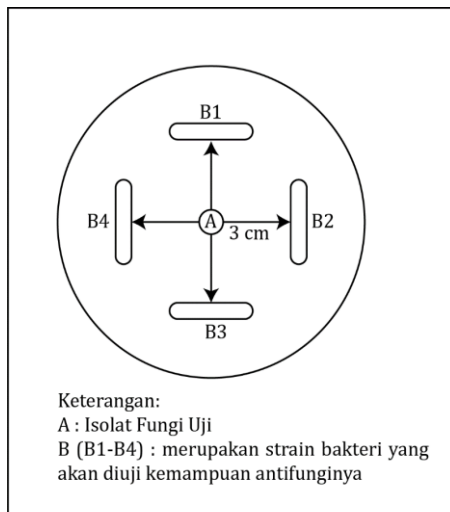 B1
B4
A
3 cm
B2
B3
Keterangan:
A : Isolat Fungi Uji
B (B1-B4) : merupakan strain bakteri yang
akan diuji kemampuan antifunginya